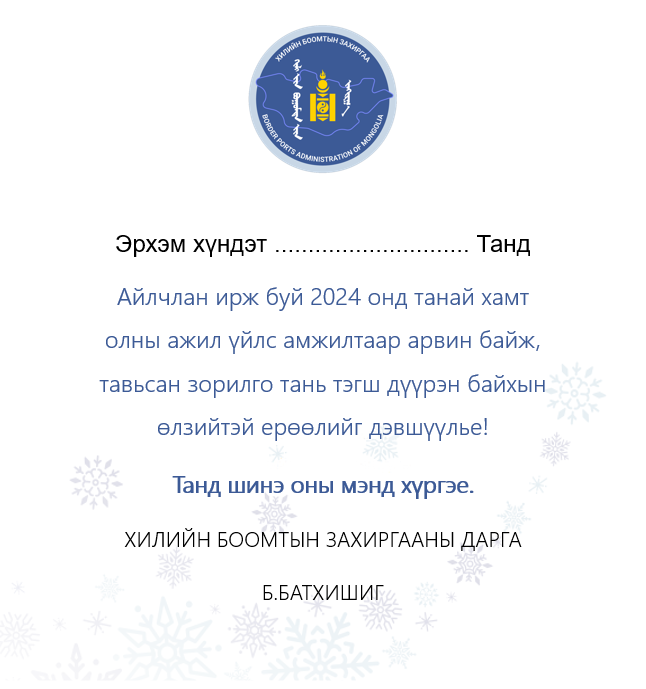 ХИЛИЙН БООМТЫН ЗАХИРГАА
BORDER PORTS ADMINISTRATION OF MONGOLIA
Эрхэм хүндэт ............................. Танд
Айлчлан ирж буй 2024 онд танай хамт
олны ажил үйлс амжилтаар арвин байж,
тавьсан зорилго тань тэгш дүүрэн байхын
өлзийтэй ерөөлийг дэвшүүлье!
Танд шинэ оны мэнд хүргэе.
ХИЛИЙН БООМТЫН ЗАХИРГААНЫ ДАРГА
Б.БАТХИШИГ